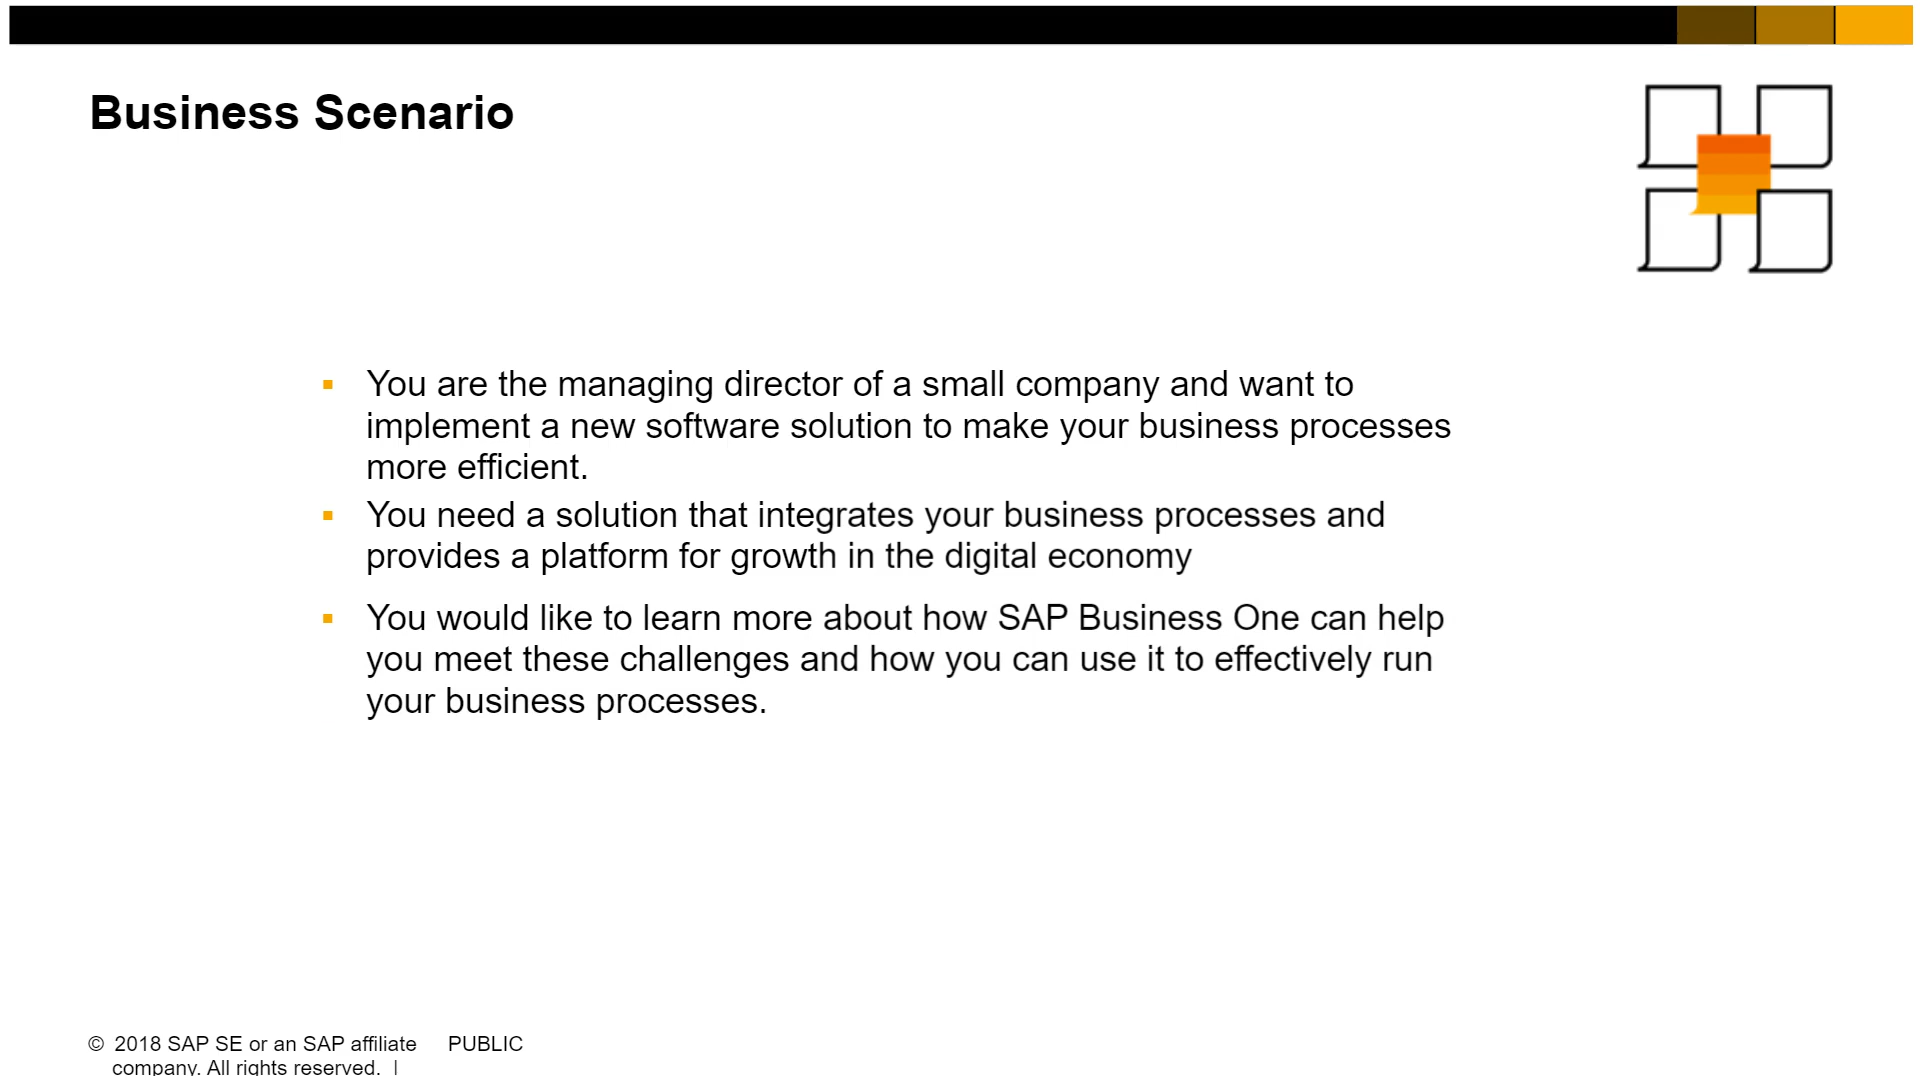 Business Scenario
▪ You are the managing director of a small company and want to
implement a new software solution to make your business processes
more efficient.
▪ You need a solution that integrates your business processes and
provides a platform for growth in the digital economy
▪ You would like to learn more about how SAP Business One can help
you meet these challenges and how you can use it to effectively run
your business processes.
© 2018 SAP SE or an SAP affiliate PUBLIC
company. All rights reserved. |